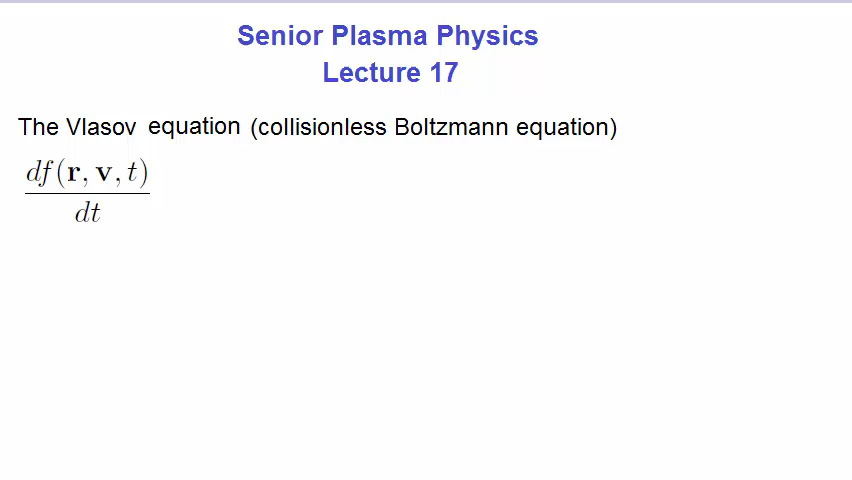 Senior Plasma Physics
Lecture 17
The Vlasov equation (collisionless Boltzmann equation)
df(r, v, t)
dt